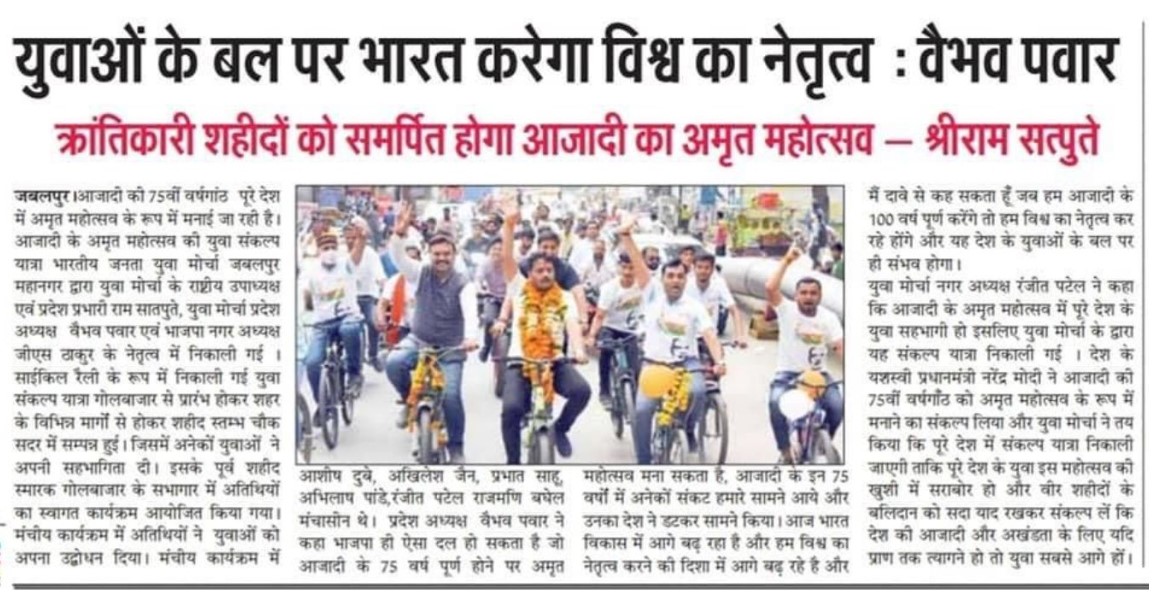 युवाओं के बल पर भारत करेगा विश्व का नेतृत्व : वैभव पवार
क्रांतिकारी शहीदों को समर्पित होगा आजादी का अमृत महोत्सव – श्रीराम सत्पुते
जबलपुर।आजादी की 75वीं वर्षगांठ पूरे देश
में अमृत महोत्सव के रूप में मनाई जा रही है।
आजादी के अमृत महोत्सव की युवा संकल्प
यात्रा भारतीय जनता युवा मोर्चा जबलपुर
महानगर द्वारा युवा मोर्चा के राष्ट्रीय उपाध्यक्ष
एवं प्रदेश प्रभारी राम सातपुते, युवा मोर्चा प्रदेश
अध्यक्ष वैभव पवार एवं भाजपा नगर अध्यक्ष
जीएस ठाकुर के नेतृत्व में निकाली गई ।
साईकिल रैली के रूप में निकाली गई युवा
संकल्प यात्रा गोलबाजार से प्रारंभ होकर शहर
के विभिन्न मार्गों से होकर शहीद स्तम्भ चौक
सदर में सम्पन्न हुई। जिसमें अनेकों युवाओं ने
अपनी सहभागिता दी। इसके पूर्व शहीद
स्मारक गोलबाजार के सभागार में अतिथियों
का स्वागत कार्यक्रम आयोजित किया गया।
मंचीय कार्यक्रम में अतिथियों ने युवाओं को
अपना उद्बोधन दिया। मंचीय कार्यक्रम में
आशीष दुबे, अखिलेश जैन, प्रभात साहू,
अभिलाष पांडे,रंजीत पटेल राजमणि बघेल
मंचासीन थे। प्रदेश अध्यक्ष वैभव पवार ने
कहा भाजपा ही ऐसा दल हो सकता है जो
आजादी के 75 वर्ष पूर्ण होने पर अमृत
महोत्सव मना सकता है, आजादी के इन 75
वर्षों में अनेकों संकट हमारे सामने आये और
उनका देश ने डटकर सामने किया। आज भारत
विकास में आगे बढ़ रहा है और हम विश्व का
नेतृत्व करने की दिशा में आगे बढ़ रहे है और
मैं दावे से कह सकता हूँ जब हम आजादी के
100 वर्ष पूर्ण करेंगे तो हम विश्व का नेतृत्व कर
रहे होंगे और यह देश के युवाओं के बल पर
ही संभव होगा।
युवा मोर्चा नगर अध्यक्ष रंजीत पटेल ने कहा
कि आजादी के अमृत महोत्सव में पूरे देश के
युवा सहभागी हो इसलिए युवा मोर्चा के द्वारा
यह संकल्प यात्रा निकाली गई । देश के
यशस्वी प्रधानमंत्री नरेंद्र मोदी ने आजादी की
75वीं वर्षगाँठ को अमृत महोत्सव के रूप में
मनाने का संकल्प लिया और युवा मोर्चा ने तय
किया कि पूरे देश में संकल्प यात्रा निकाली
जाएगी ताकि पूरे देश के युवा इस महोत्सव की
खुशी में सराबोर हो और वीर शहीदों के
बलिदान को सदा याद रखकर संकल्प लें कि
देश की आजादी और अखंडता के लिए यदि
प्राण तक त्यागने हो तो युवा सबसे आगे हों।